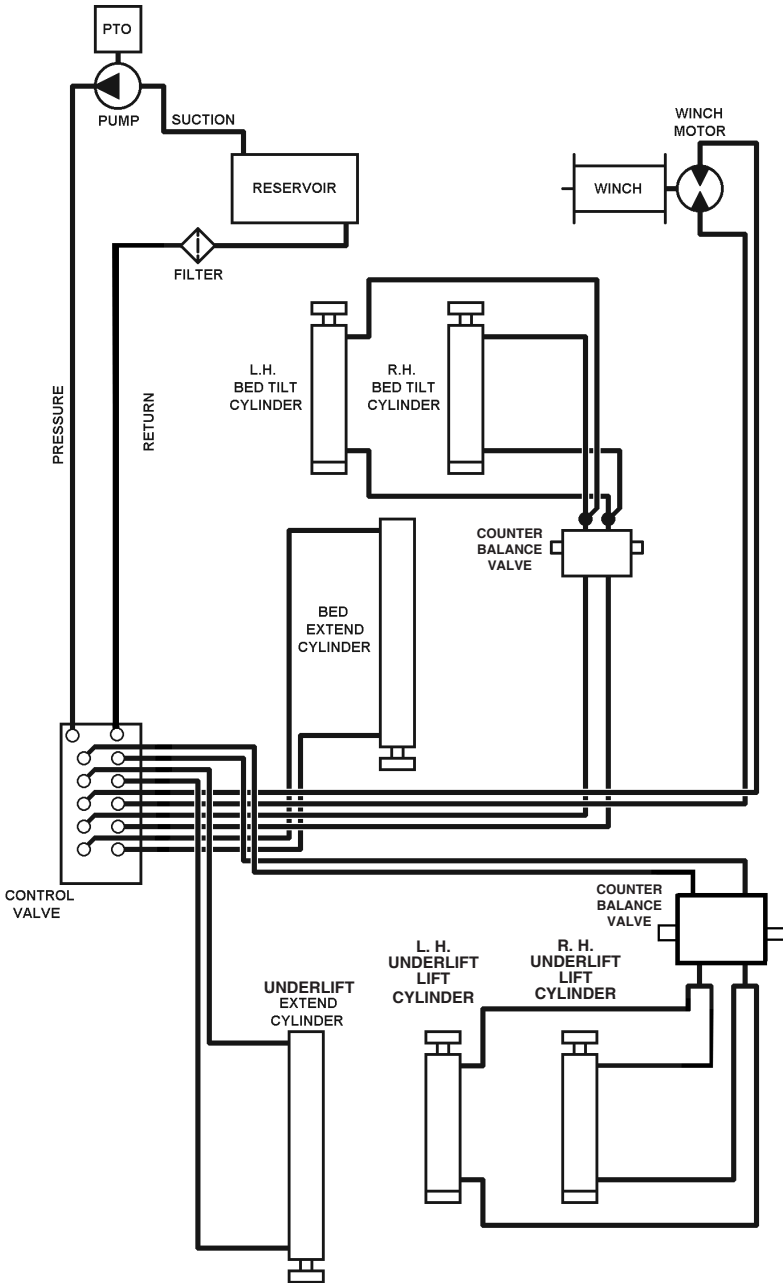 PTO
PUMP
SUCTION
RESERVOIR
WINCH
MOTOR
WINCH
FILTER
PRESSURE
RETURN
L.H.
BED TILT
CYLINDER
R.H.
BED TILT
CYLINDER
COUNTER
BALANCE
VALVE
BED
EXTEND
CYLINDER
CONTROL
VALVE
COUNTER
BALANCE
VALVE
UNDERLIFT
EXTEND
CYLINDER
L. H.
UNDERLIFT
LIFT
CYLINDER
R. H.
UNDERLIFT
LIFT
CYLINDER